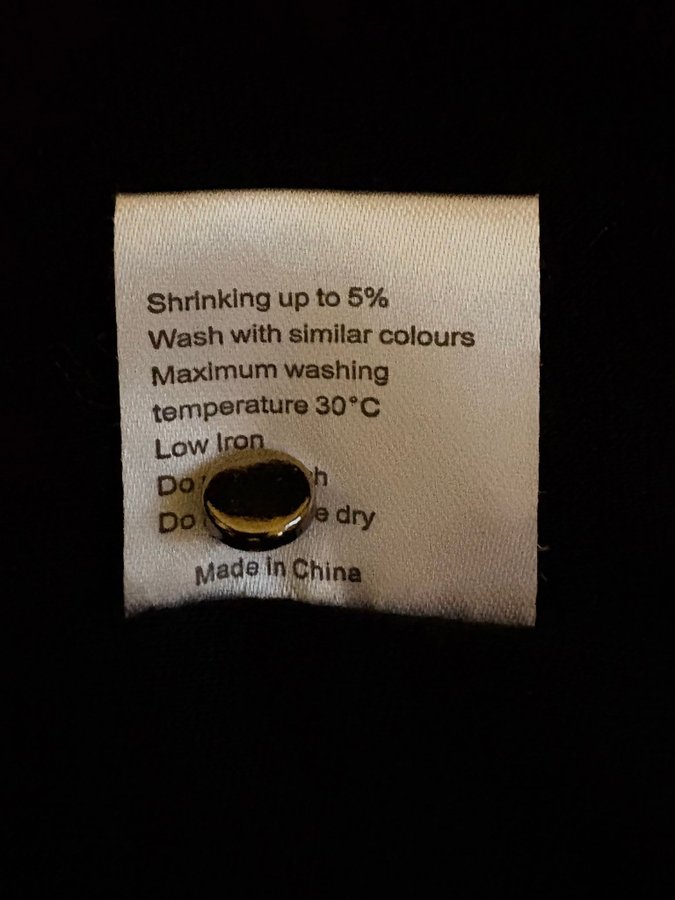 Shrinking up to 5%
Wash with similar colours
Maximum washing
temperature 30°C
Low Iron
Do
Do dry
Made in China